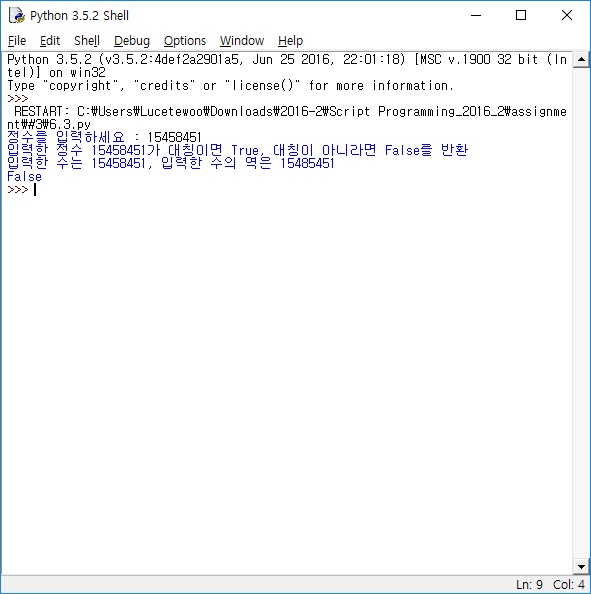 Python 3.5.2 Shell
File Edit Shell Debug Options Window Help
Python 3.5.2 (v3.5.2:4def2a2901a5, Jun 25 2016, 22:01:18) [MSC v.1900 32 bit (In
tel)] on win32
Type "copyright", "credits" or "license()" for more information.
>>>
RESTART: C:₩Users₩Lucetewoo₩Downloads₩2016-2₩Script Programming_2016_2₩assignme
nt₩#3₩6.3.py
정수를 입력하세요 : 15458451
입력한 정수 15458451가 대칭이면 True, 대칭이 아니라면 False를 반환
입력한 수는 15458451, 입력한 수의 역은 15485451
False
>>>
Ln: 9 Col: 4